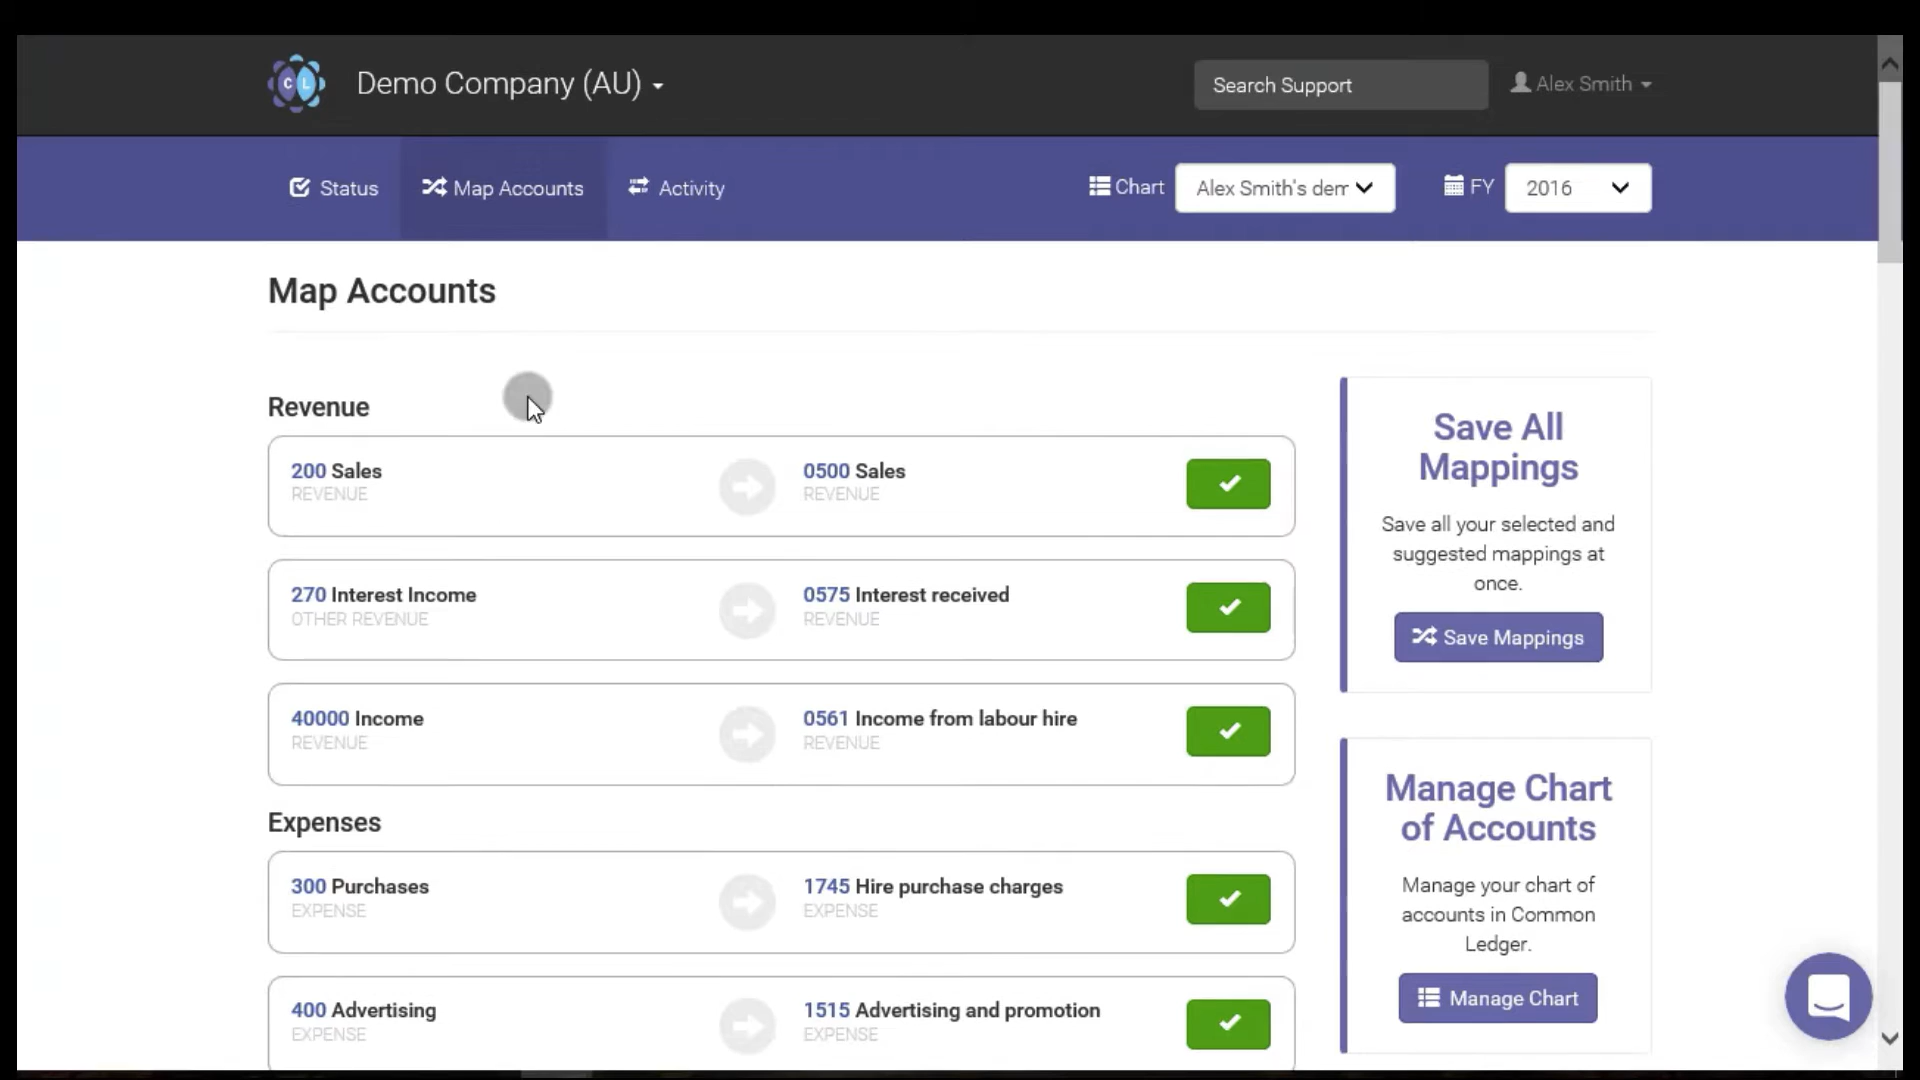 CL Demo Company (AU)
Search Support
Alex Smith
Status
Map Accounts
Activity
Chart
Alex Smith's dem
FY
2016
Map Accounts
Revenue
200 Sales
REVENUE
0500 Sales
REVENUE
270 Interest Income
OTHER REVENUE
0575 Interest received
REVENUE
40000 Income
REVENUE
0561 Income from labour hire
REVENUE
Expenses
300 Purchases
EXPENSE
1745 Hire purchase charges
EXPENSE
400 Advertising
EXPENSE
1515 Advertising and promotion
EXPENSE
Save All
Mappings
Save all your selected and
suggested mappings at
once.
Save Mappings
Manage Chart
of Accounts
Manage your chart of
accounts in Common
Ledger.
Manage Chart